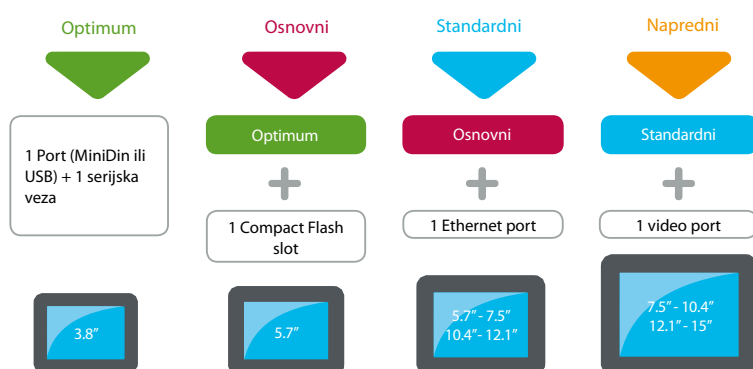 Optimum
1 Port (MiniDin ili
USB) + 1 serijska
veza
3.8”
Osnovni
Optimum
+
1 Compact Flash
slot
5.7”
Standardni
Osnovni
+
1 Ethernet port
5.7” - 7.5”
10.4” - 12.1”
Napredni
Standardni
+
1 video port
7.5” - 10.4”
12.1” - 15”